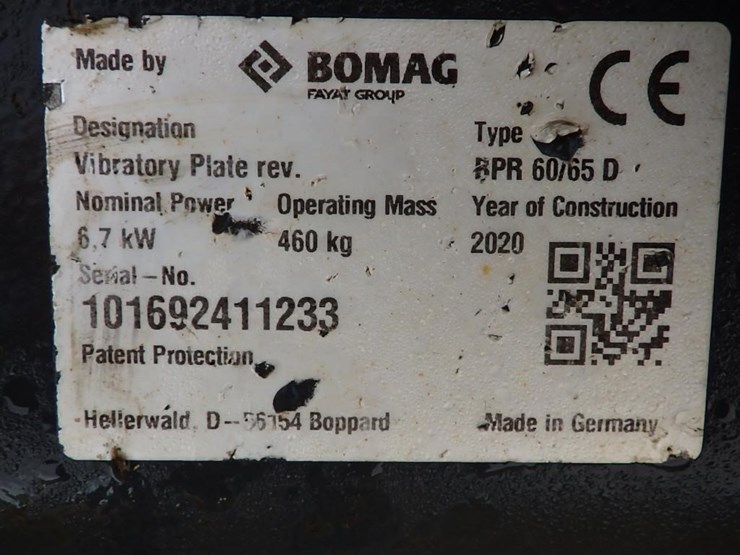 Made by
BOMAG
FAYAT GROUP
CE
Designation
Type
Vibratory Plate rev.
BPR 60/65 D
Nominal Power Operating Mass Year of Construction
6,7 kW 460 kg 2020
Serial-No.
101692411233
Patent Protection
Hellerwald, D-56154 Boppard
Made in Germany